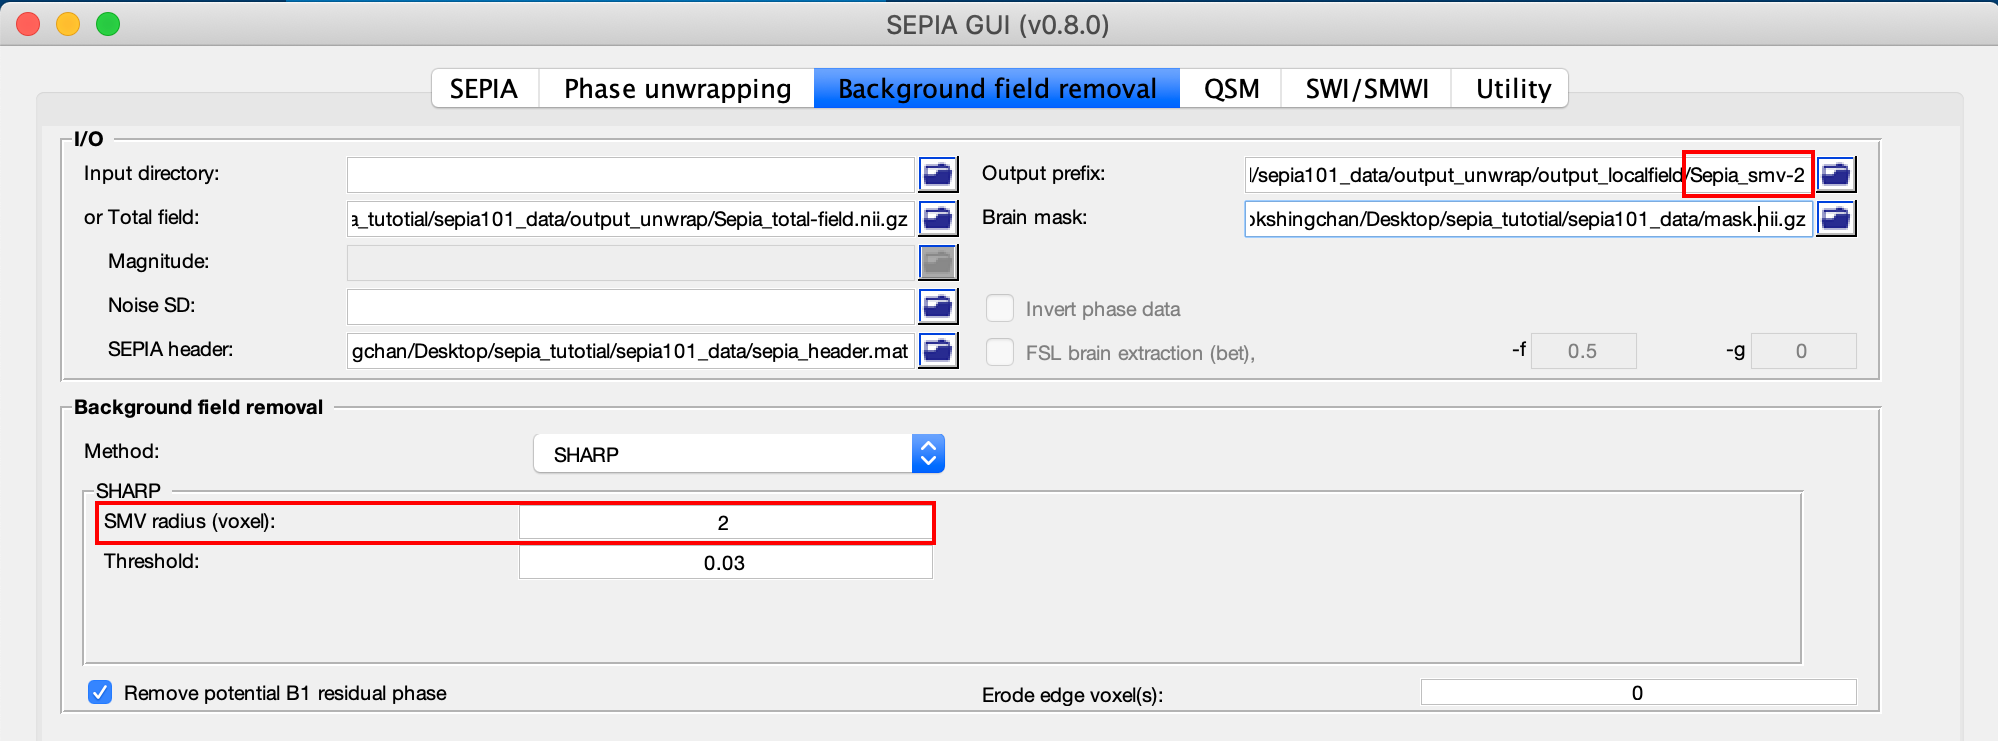 SEPIA GUI (v0.8.0)
SEPIA Phase unwrapping Background field removal QSM SWI/SMWI Utility
I/O
Input directory: Output prefix: l/sepia101_data/output_unwrap/output_localfield/Sepia_smv-2
or Total field: a_tutotial/sepia101_data/output_unwrap/Sepia_total-field.nii.gz Brain mask: okshingchan/Desktop/sepia_tutotial/sepia101_data/mask.nii.gz
Magnitude:
Noise SD: Invert phase data
SEPIA header: gchan/Desktop/sepia_tutotial/sepia101_data/sepia_header.mat FSL brain extraction (bet), -f 0.5 -g 0
Background field removal
Method: SHARP
SHARP
SMV radius (voxel): 2
Threshold: 0.03
Remove potential B1 residual phase Erode edge voxel(s): 0